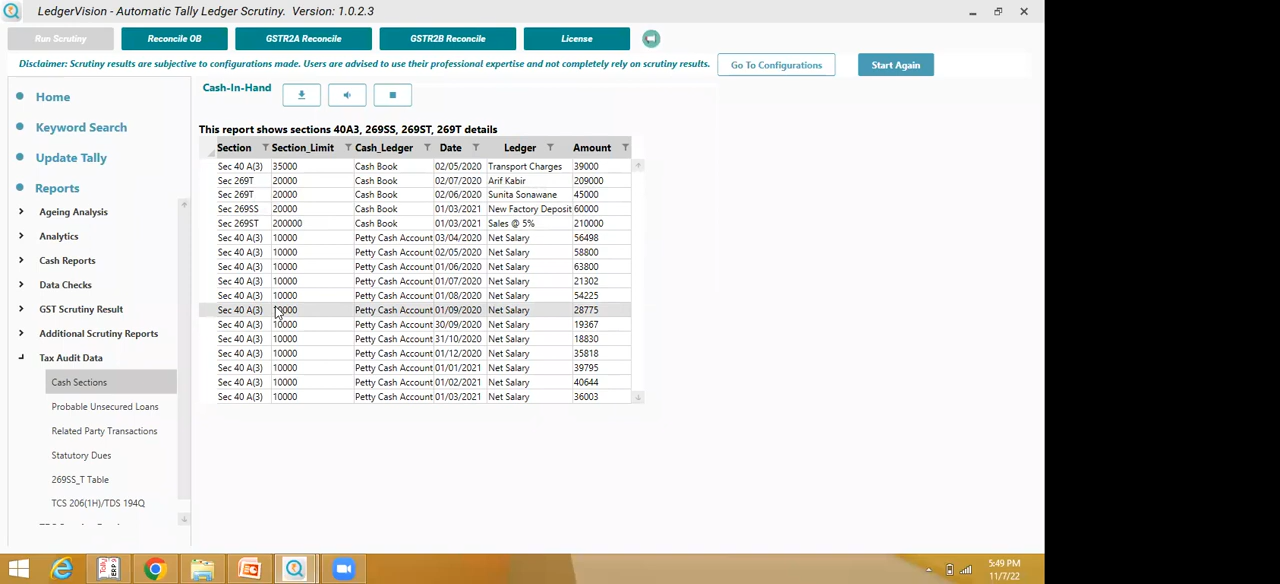 LedgerVision - Automatic Tally Ledger Scrutiny. Version: 1.0.2.3
Run Scrutiny Reconcile OB GSTR2A Reconcile GSTR2B Reconcile License
Disclaimer: Scrutiny results are subjective to configurations made. Users are advised to use their professional expertise and not completely rely on scrutiny results. Go To Configurations Start Again
Home
Keyword Search
Update Tally
Reports
Ageing Analysis
Analytics
Cash Reports
Data Checks
GST Scrutiny Result
Additional Scrutiny Reports
Tax Audit Data
Cash Sections
Probable Unsecured Loans
Related Party Transactions
Statutory Dues
269SS_T Table
TCS 206(1H)/TDS 194Q
Cash-In-Hand
This report shows sections 40A3, 269SS, 269ST, 269T details
Section Section_Limit Cash_Ledger Date Ledger Amount
Sec 40 A(3) 35000 Cash Book 02/05/2020 Transport Charges 39000
Sec 269T 20000 Cash Book 02/07/2020 Arif Kabir 209000
Sec 269T 20000 Cash Book 02/06/2020 Sunita Sonawane 45000
Sec 269SS 20000 Cash Book 01/03/2021 New Factory Deposit 60000
Sec 269ST 200000 Cash Book 01/03/2021 Sales @ 5% 210000
Sec 40 A(3) 10000 Petty Cash Account 03/04/2020 Net Salary 56498
Sec 40 A(3) 10000 Petty Cash Account 02/05/2020 Net Salary 58800
Sec 40 A(3) 10000 Petty Cash Account 01/06/2020 Net Salary 63800
Sec 40 A(3) 10000 Petty Cash Account 01/07/2020 Net Salary 21302
Sec 40 A(3) 10000 Petty Cash Account 01/08/2020 Net Salary 54225
Sec 40 A(3) 10000 Petty Cash Account 01/09/2020 Net Salary 28775
Sec 40 A(3) 10000 Petty Cash Account 30/09/2020 Net Salary 19367
Sec 40 A(3) 10000 Petty Cash Account 31/10/2020 Net Salary 18830
Sec 40 A(3) 10000 Petty Cash Account 01/12/2020 Net Salary 35818
Sec 40 A(3) 10000 Petty Cash Account 01/01/2021 Net Salary 39795
Sec 40 A(3) 10000 Petty Cash Account 01/02/2021 Net Salary 40644
Sec 40 A(3) 10000 Petty Cash Account 01/03/2021 Net Salary 36003
5:49 PM
11/7/22